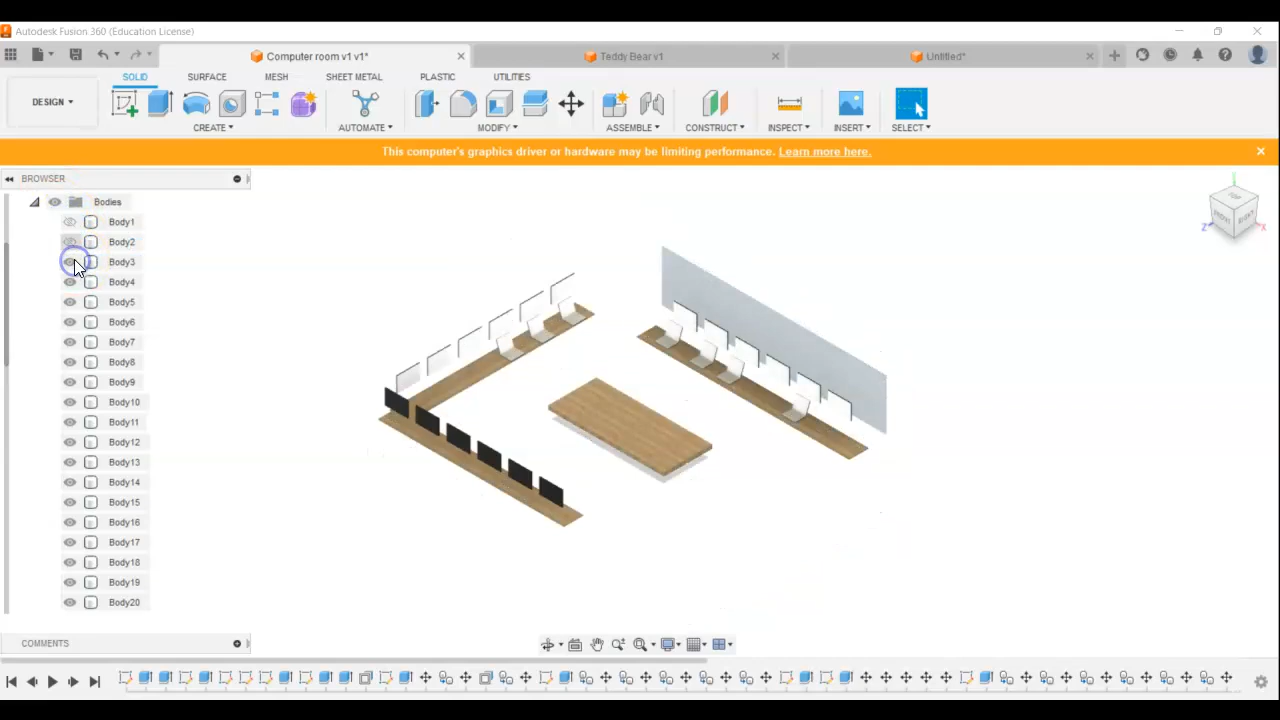 Autodesk Fusion 360 (Education License)
Computer room v1 v1*
Teddy Bear v1
Untitled*
SOLID SURFACE MESH SHEET METAL PLASTIC UTILITIES
DESIGN
CREATE AUTOMATE MODIFY ASSEMBLE CONSTRUCT INSPECT INSERT SELECT
This computer's graphics driver or hardware may be limiting performance. Learn more here.
BROWSER
TOP
FRONT
RIGHT
Z
Y
X
Bodies
Body1
Body2
Body3
Body4
Body5
Body6
Body7
Body8
Body9
Body10
Body11
Body12
Body13
Body14
Body15
Body16
Body17
Body18
Body19
Body20
COMMENTS